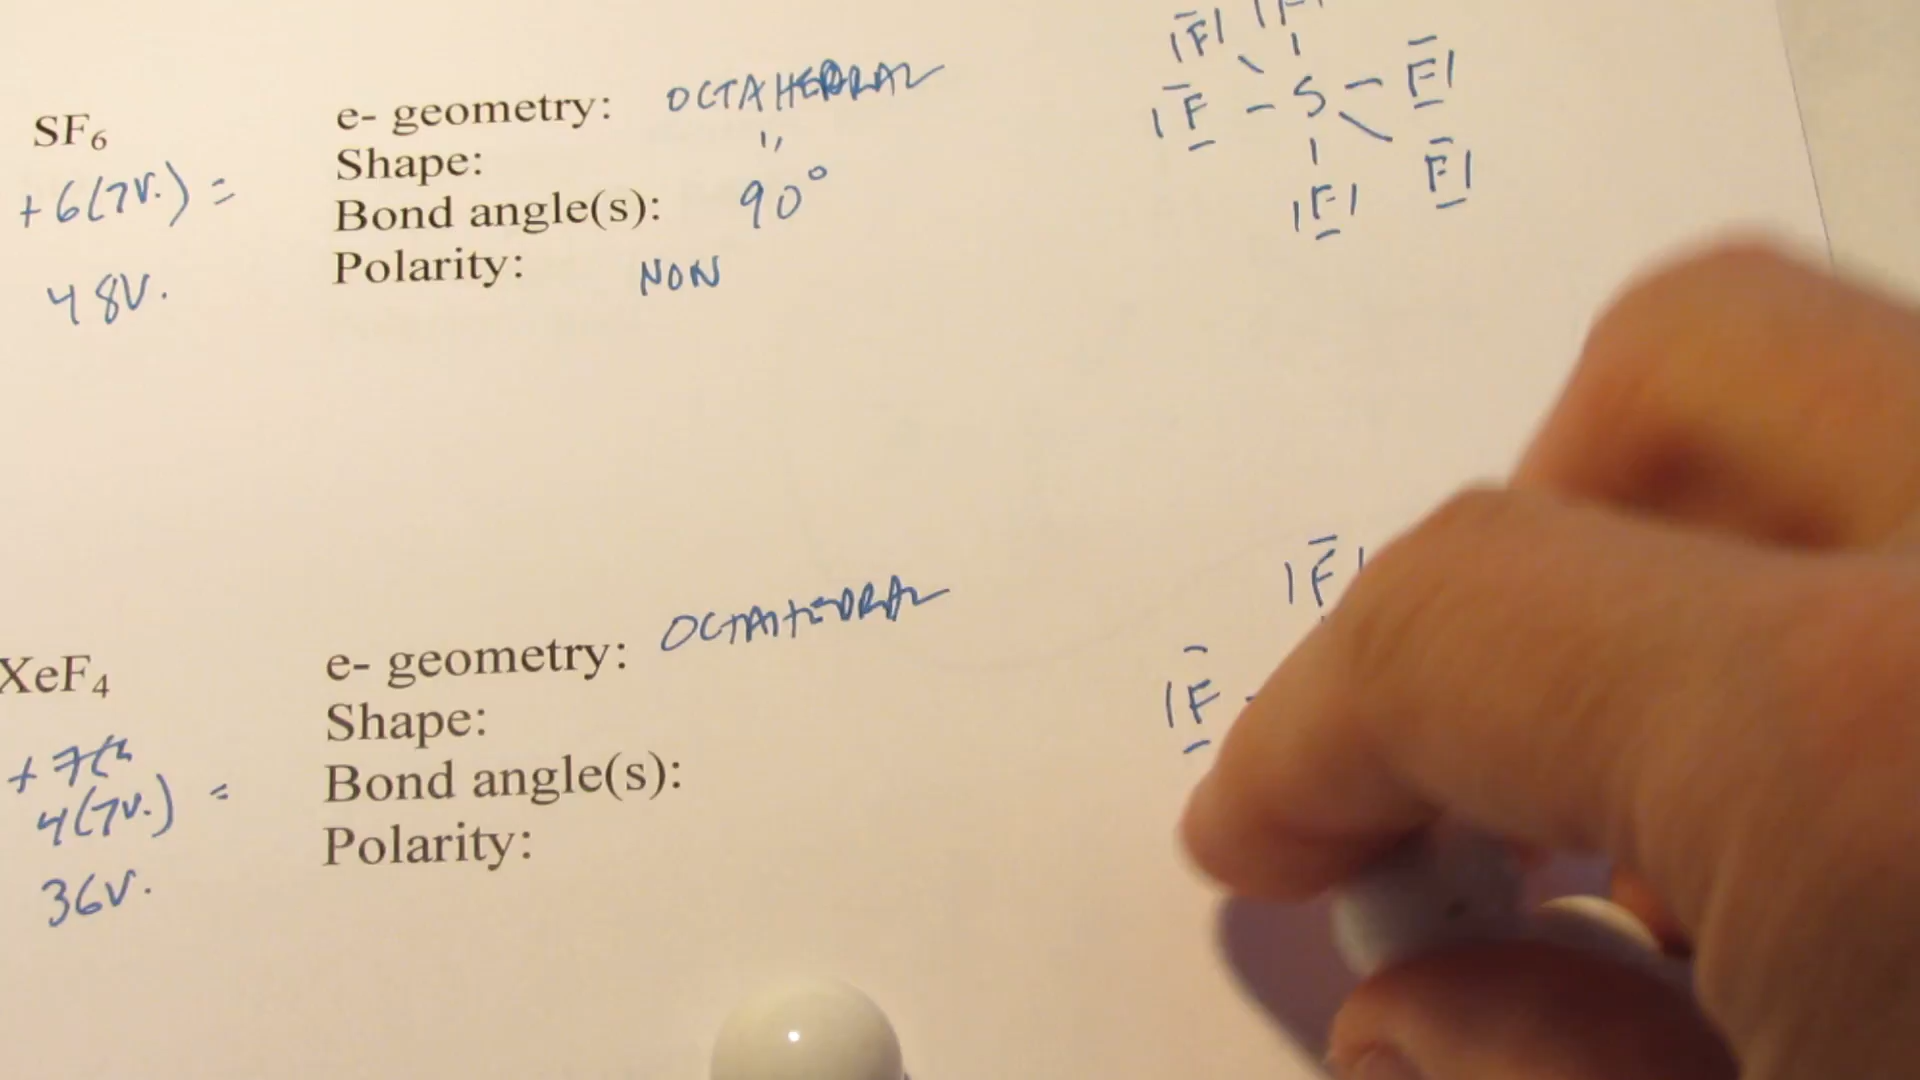 SF6
+6(7V.) =
48V.
e- geometry: OCTAHEDRAL
Shape: "
Bond angle(s): 90°
Polarity: NON
|F| |F|
|F - S - F|
|F| F|
XeF4
+
4(7V.) =
36V.
e- geometry: OCTAHEDRAL
Shape:
Bond angle(s):
Polarity:
|F|
|F -